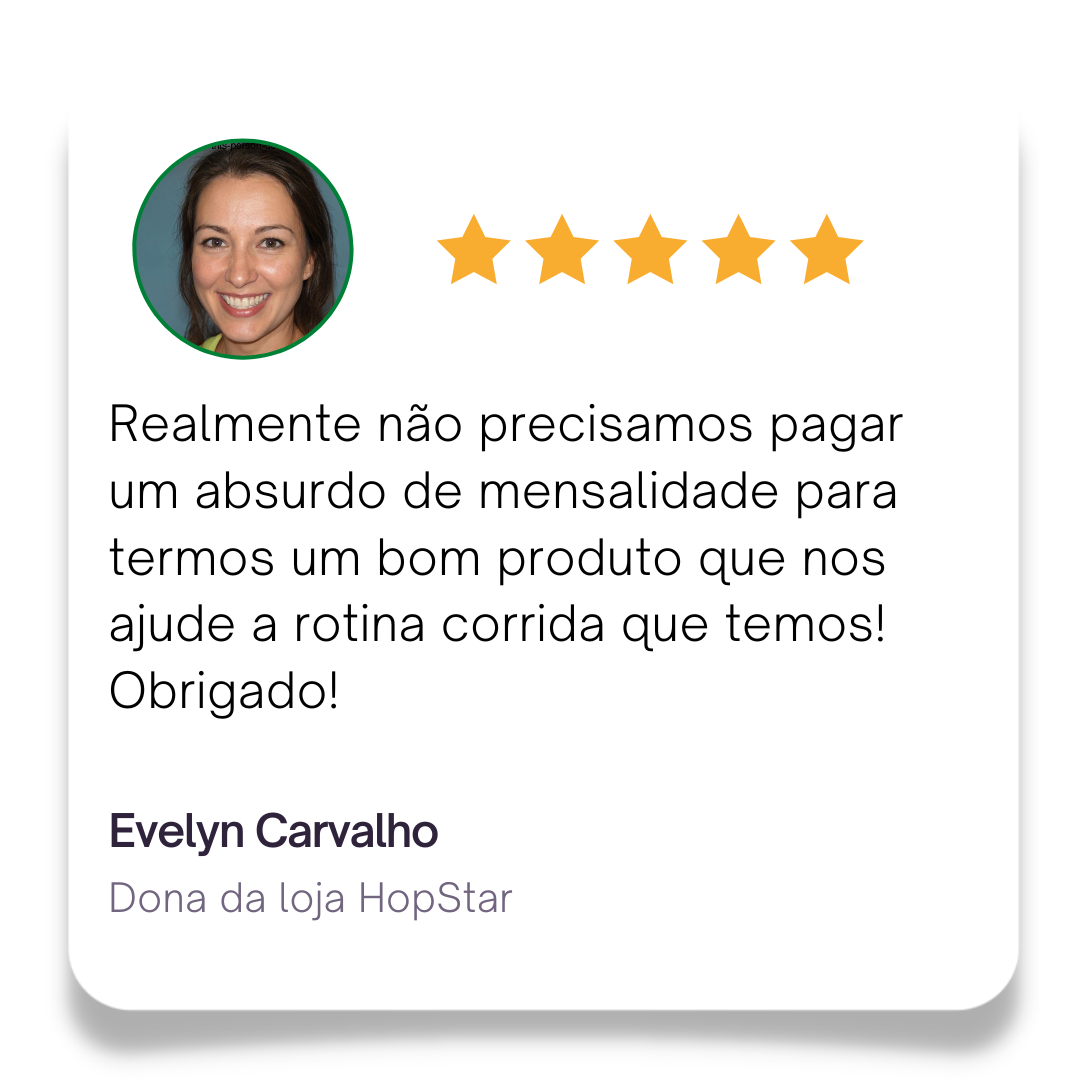 Realmente não precisamos pagar
um absurdo de mensalidade para
termos um bom produto que nos
ajude a rotina corrida que temos!
Obrigado!
Evelyn Carvalho
Dona da loja HopStar